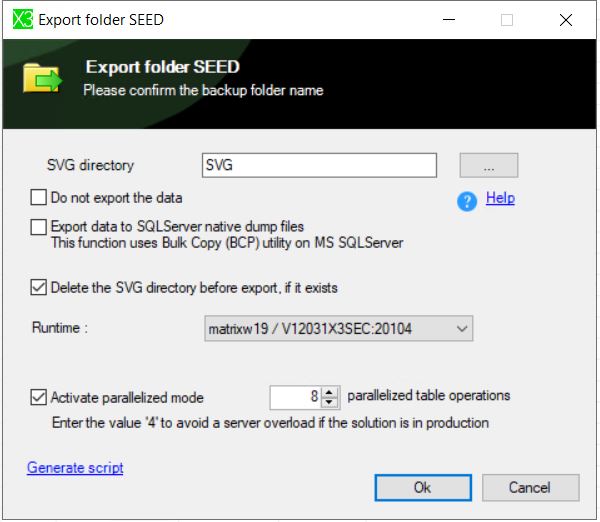 X3 Export folder SEED
Export folder SEED
Please confirm the backup folder name
SVG directory SVG ...
Do not export the data
? Help
Export data to SQLServer native dump files
This function uses Bulk Copy (BCP) utility on MS SQLServer
Delete the SVG directory before export, if it exists
Runtime : matrixw19 / V12031X3SEC:20104
Activate parallelized mode 8 parallelized table operations
Enter the value '4' to avoid a server overload if the solution is in production
Generate script
Ok Cancel